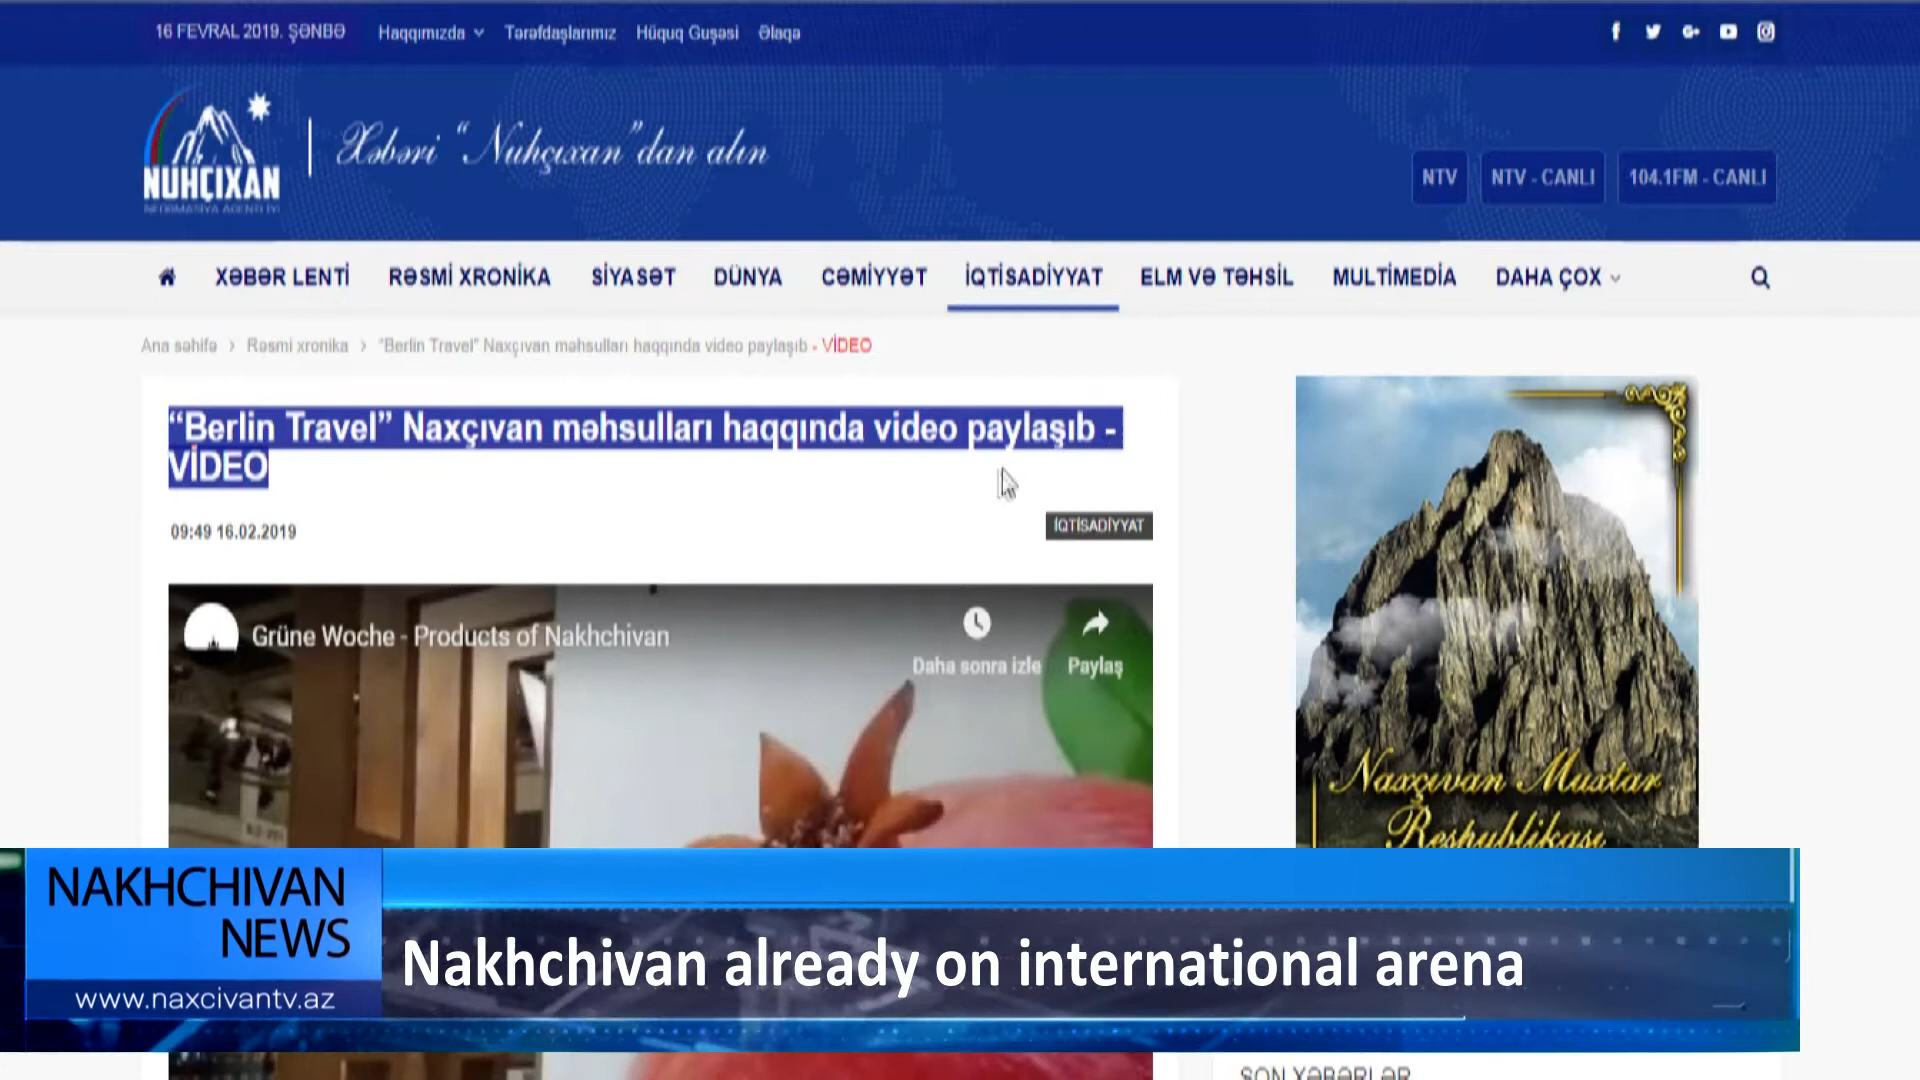 16 FEVRAL 2019. ŞƏNBƏ Haqqımızda Tərəfdaşlarımız Hüquq Guşəsi Əlaqə
NUHÇIXAN
İNFORMASİYA AGENTLİYİ
Xəbəri “Nuhçıxan”dan alın
NTV NTV - CANLI 104.1FM - CANLI
XƏBƏR LENTİ RƏSMİ XRONİKA SİYASƏT DÜNYA CƏMİYYƏT İQTİSADİYYAT ELM VƏ TƏHSİL MULTİMEDİA DAHA ÇOX
Ana səhifə › Rəsmi xronika › “Berlin Travel” Naxçıvan məhsulları haqqında video paylaşıb - VİDEO
“Berlin Travel” Naxçıvan məhsulları haqqında video paylaşıb -
VİDEO
09:49 16.02.2019
İQTİSADİYYAT
Grüne Woche - Products of Nakhchivan
Daha sonra izle Paylaş
Naxçıvan Muxtar
Respublikası
NAKHCHIVAN
NEWS
www.naxcivantv.az
Nakhchivan already on international arena
SON XƏBƏRLƏR